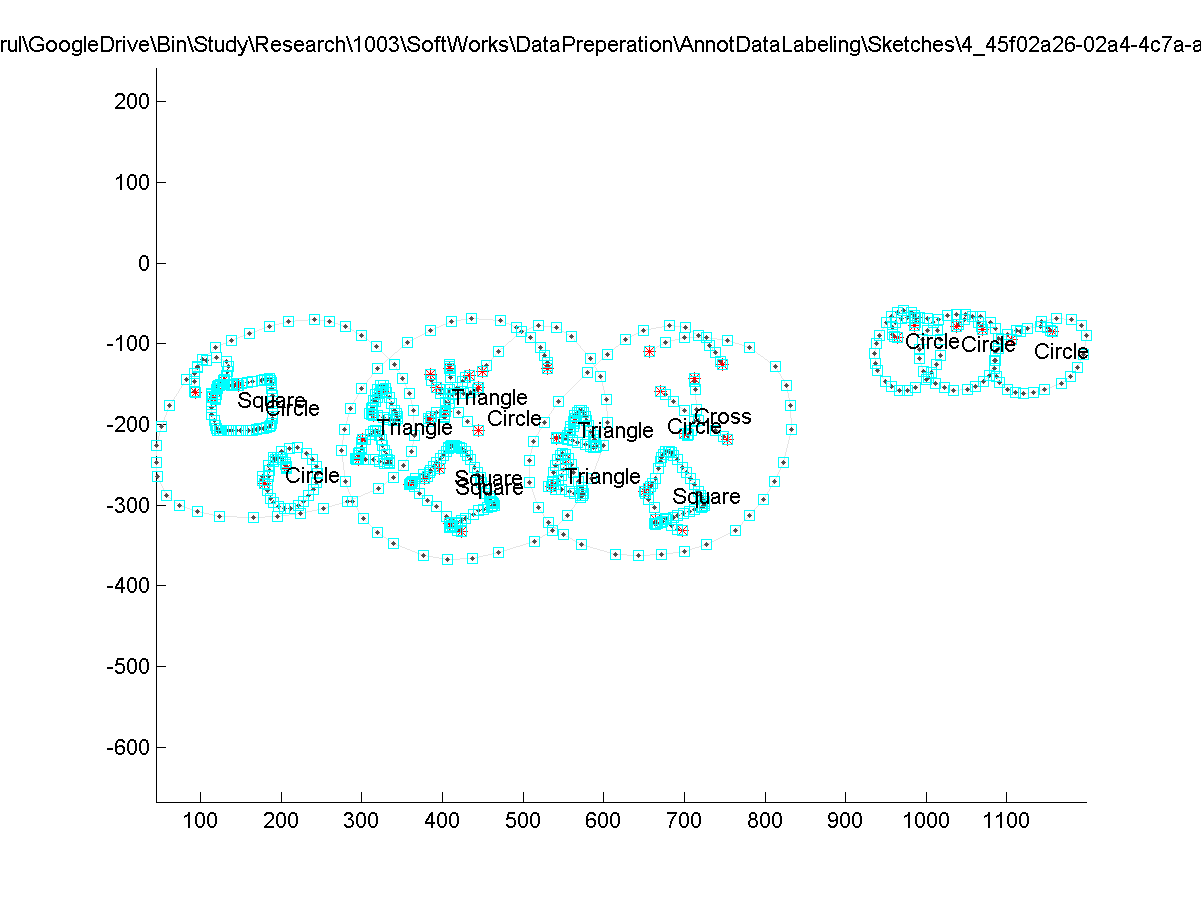 rul\GoogleDrive\Bin\Study\Research\1003\SoftWorks\DataPreperation\AnnotDataLabeling\Sketches\4_45f02a26-02a4-4c7a-a
200
100
0
-100
-200
-300
-400
-500
-600
Circle
Circle
Circle
Square
Circle
Triangle
Circle
Cross
Triangle
Triangle
Circle
Circle
Square
Square
Triangle
Square
100 200 300 400 500 600 700 800 900 1000 1100